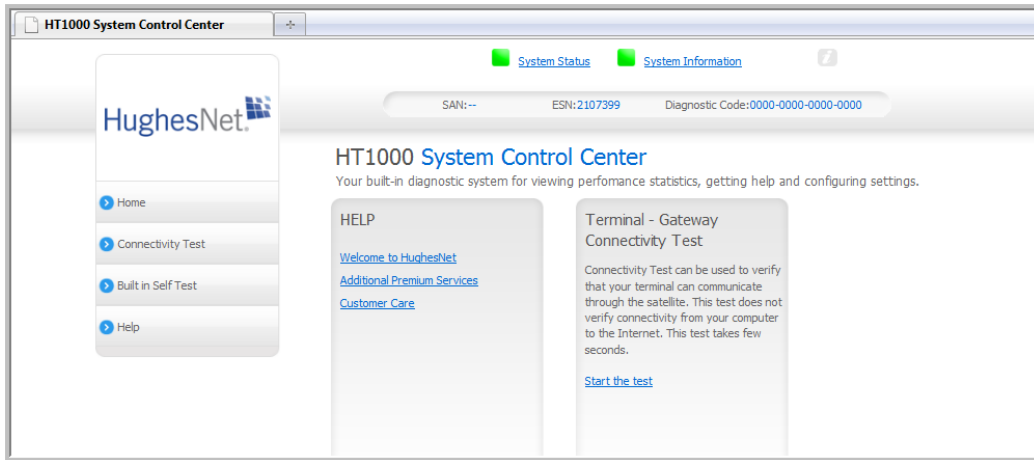 HT1000 System Control Center
System Status
System Information
i
SAN:-- ESN:2107399 Diagnostic Code:0000-0000-0000-0000
HughesNet.
Home
Connectivity Test
Built in Self Test
Help
HT1000 System Control Center
Your built-in diagnostic system for viewing perfomance statistics, getting help and configuring settings.
HELP
Welcome to HughesNet
Additional Premium Services
Customer Care
Terminal - Gateway
Connectivity Test
Connectivity Test can be used to verify
that your terminal can communicate
through the satellite. This test does not
verify connectivity from your computer
to the Internet. This test takes few
seconds.
Start the test